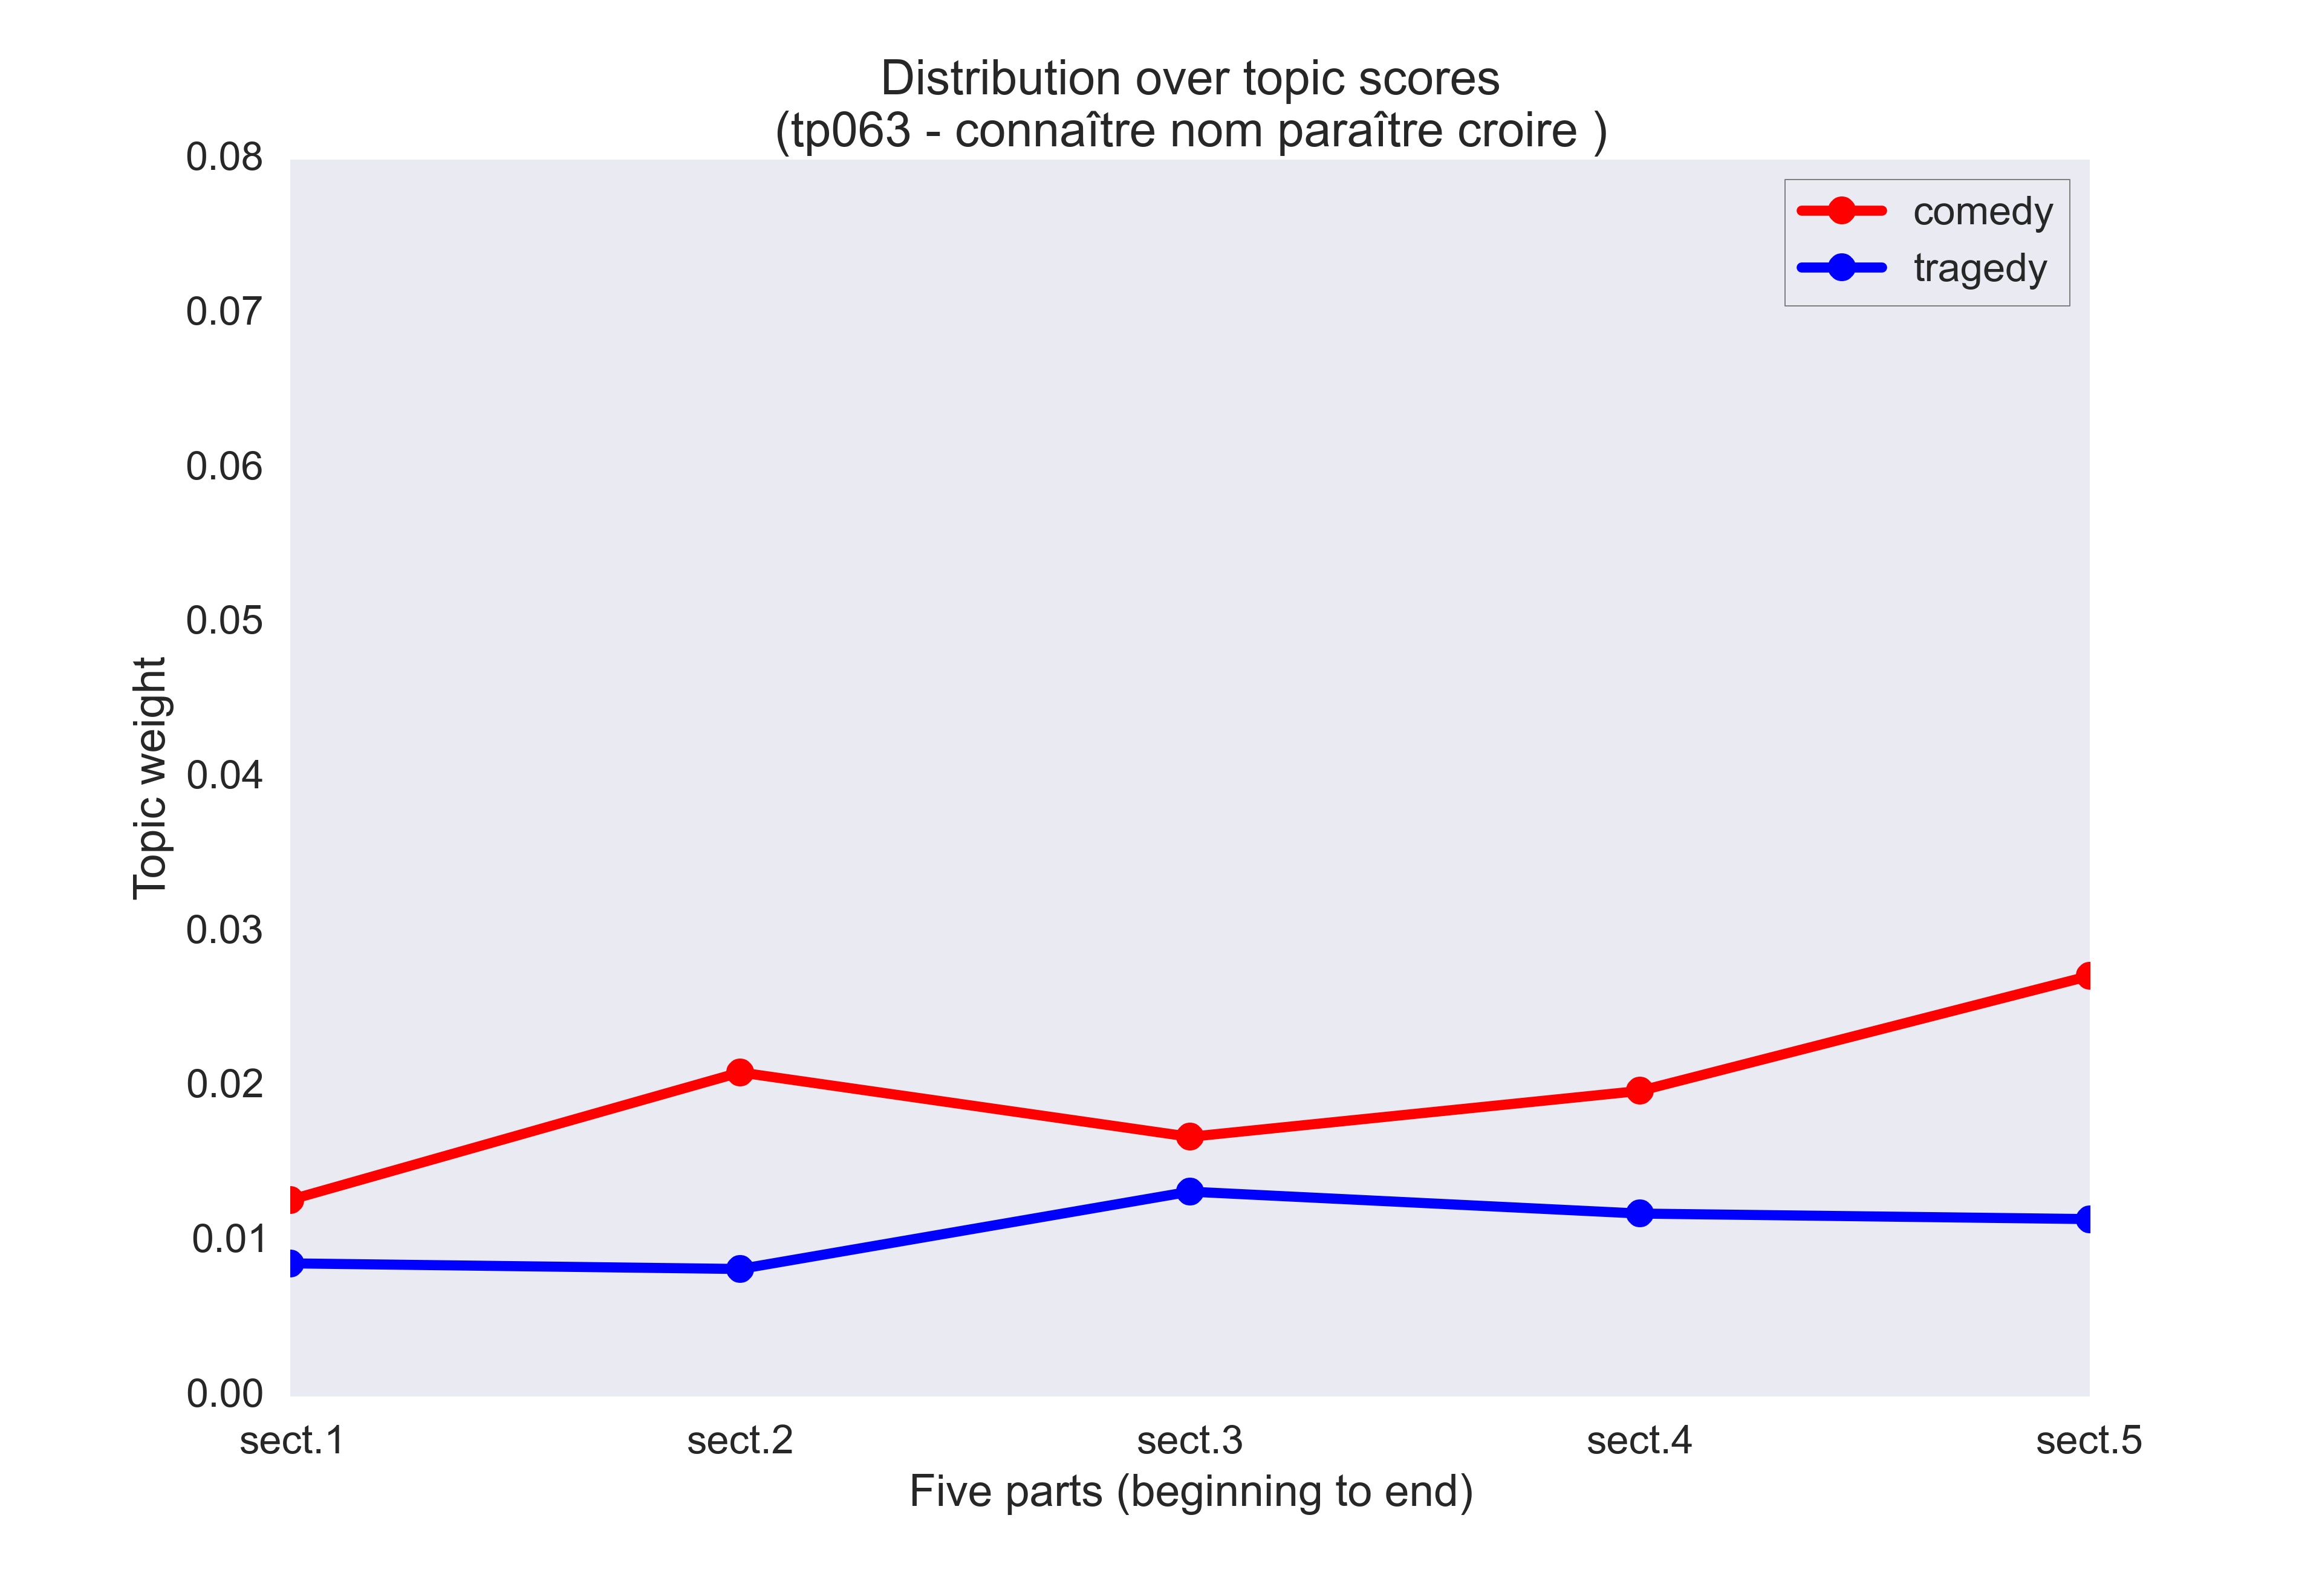 Distribution over topic scores
(tp063 - connaître nom paraître croire )
0.08
0.07
0.06
0.05
0.04
0.03
0.02
0.01
0.00
Topic weight
comedy
tragedy
sect.1 sect.2 sect.3 sect.4 sect.5
Five parts (beginning to end)